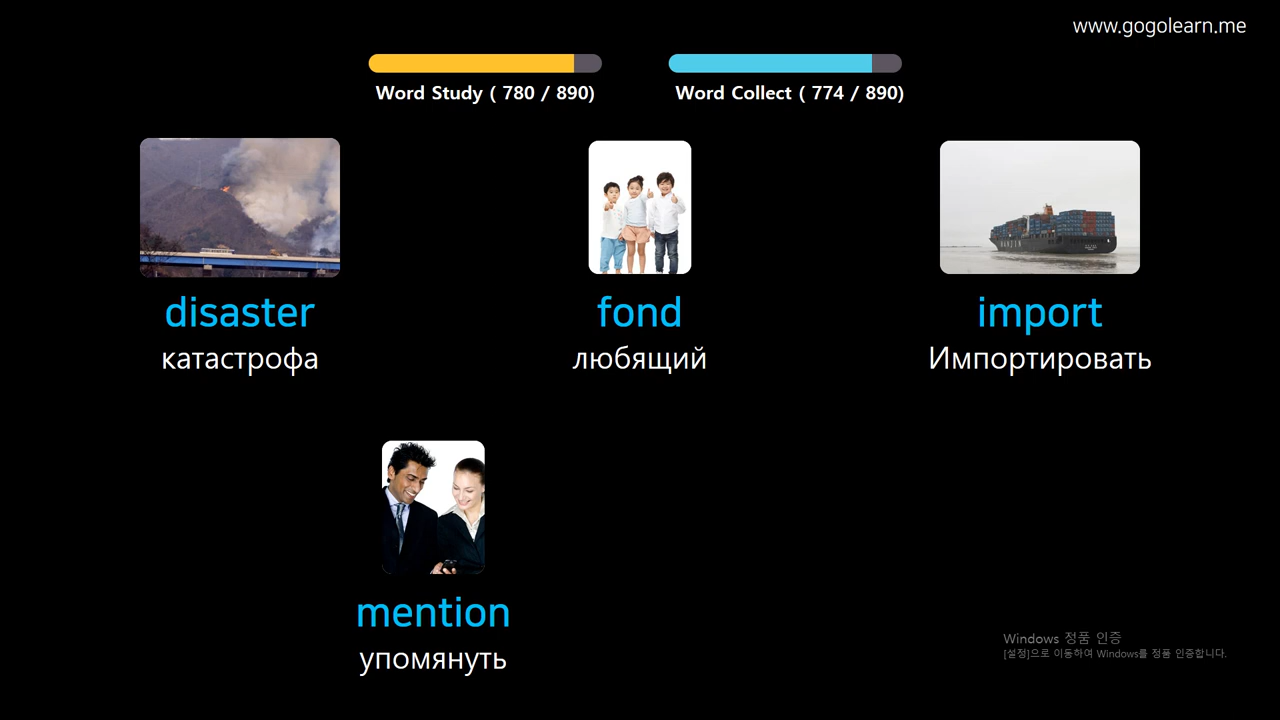 www.gogolearn.me
Word Study ( 780 / 890)
Word Collect ( 774 / 890)
disaster
катастрофа
fond
любящий
HANJIN
import
Импортировать
mention
упомянуть
Windows 정품 인증
[설정]으로 이동하여 Windows를 정품 인증합니다.